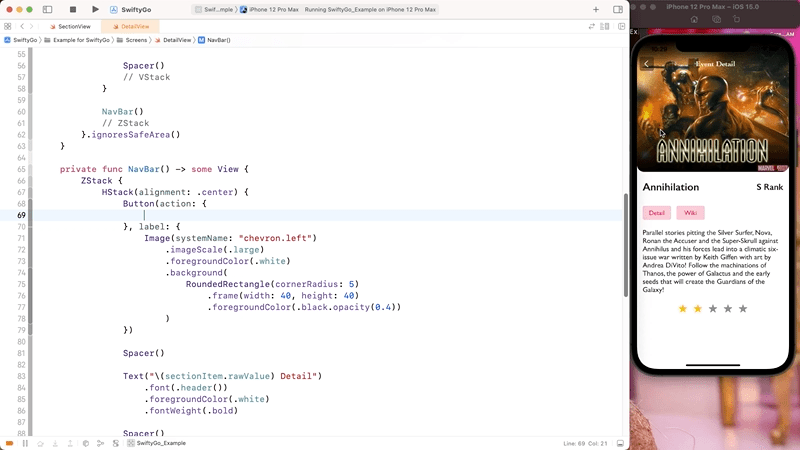 SwiftyGo
Swif...mple
iPhone 12 Pro Max
Running SwiftyGo_Example on iPhone 12 Pro Max
SectionView
DetailView
SwiftyGo
Example for SwiftyGo
Screens
DetailView
NavBar()
55
56 Spacer()
57 // VStack
58 }
59
60 NavBar()
61 // ZStack
62 }.ignoresSafeArea()
63 }
64
65 private func NavBar() -> some View {
66 ZStack {
67 HStack(alignment: .center) {
68 Button(action: {
69
70 }, label: {
71 Image(systemName: "chevron.left")
72 .imageScale(.large)
73 .foregroundColor(.white)
74 .background(
75 RoundedRectangle(cornerRadius: 5)
76 .frame(width: 40, height: 40)
77 .foregroundColor(.black.opacity(0.4))
78 )
79 })
80
81 Spacer()
82
83 Text("\(sectionItem.rawValue) Detail")
84 .font(.header())
85 .foregroundColor(.white)
86 .fontWeight(.bold)
87
88 Spacer()
SwiftyGo_Example
Line: 69 Col: 21
iPhone 12 Pro Max – iOS 15.0
Event Detail
ANNIHILATION
Annihilation
S Rank
Detail
Wiki
Parallel stories pitting the Silver Surfer, Nova,
Ronan the Accuser and the Super-Skrull against
Annihilus and his forces lead into a climatic six-
issue war written by Keith Giffen with art by
Andrea DiVito! Follow the machinations of
Thanos, the power of Galactus and the early
seeds that will create the Guardians of the
Galaxy!